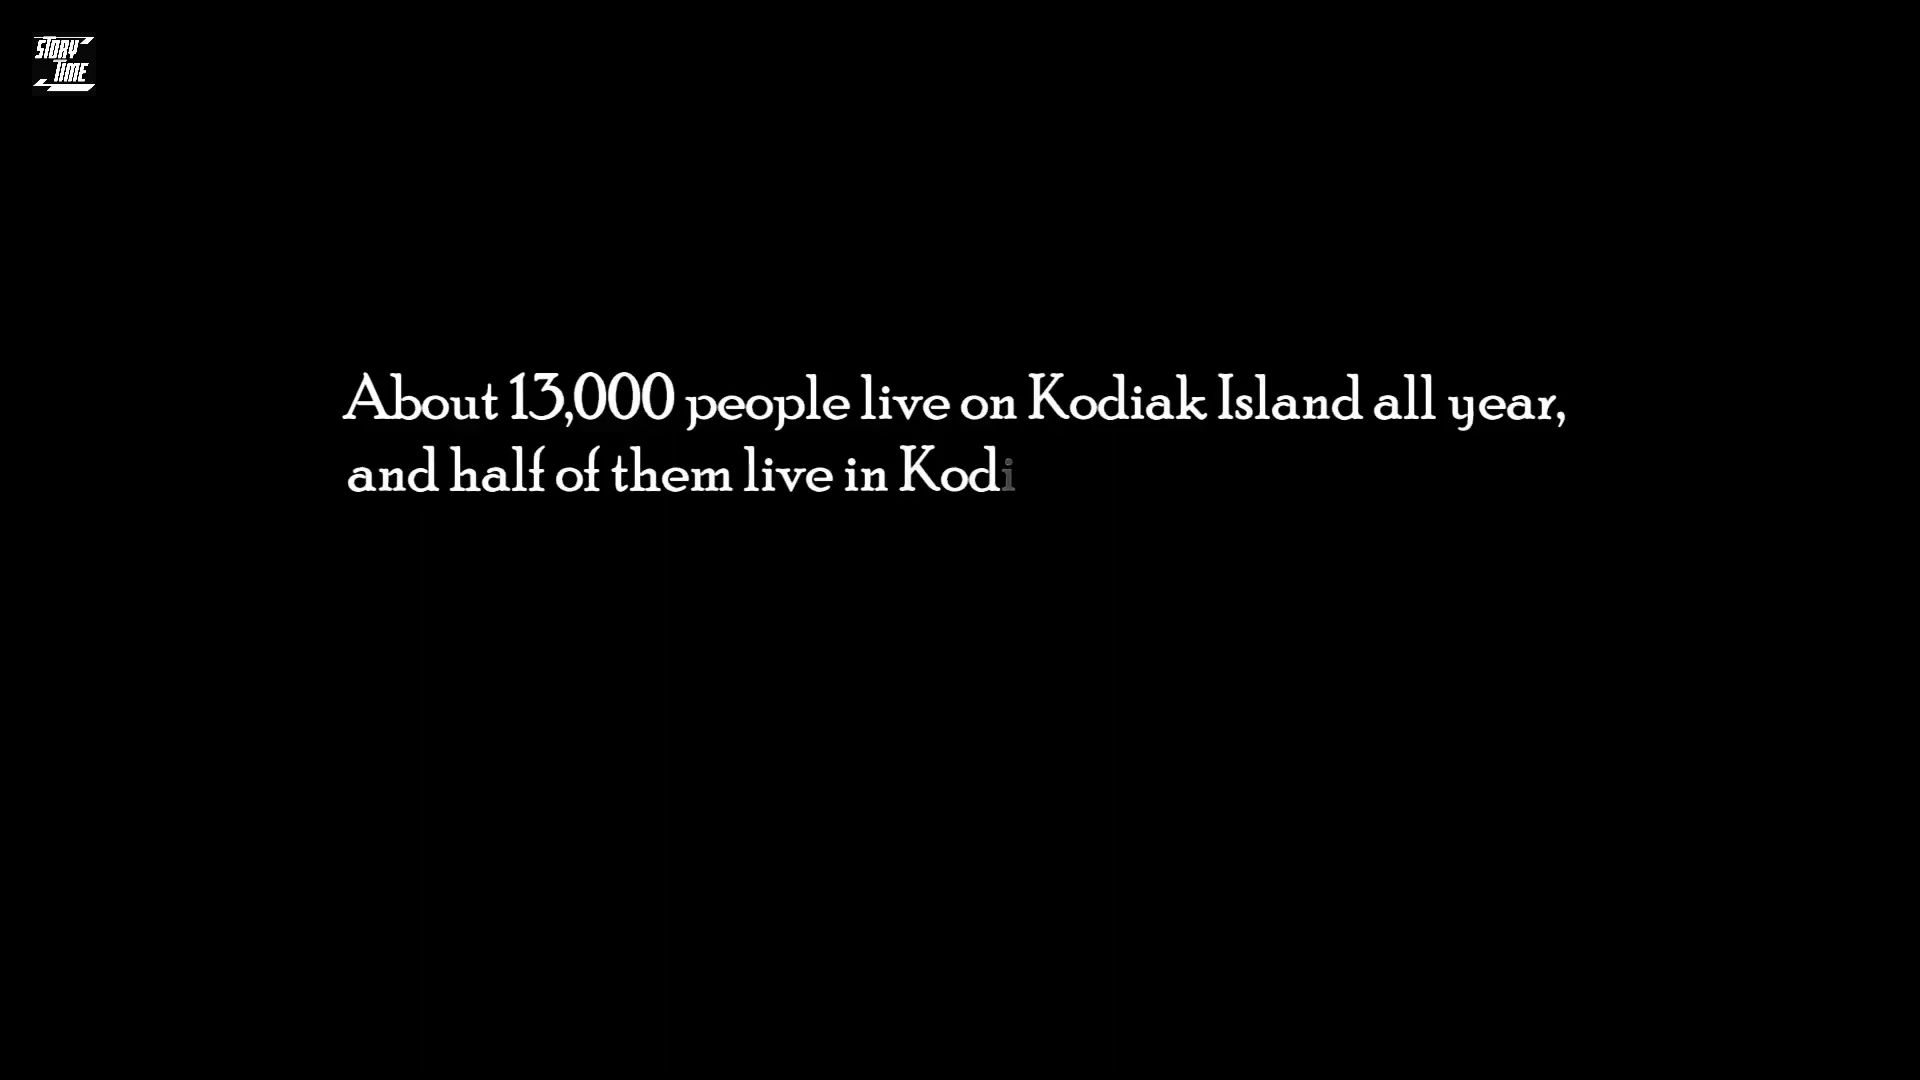 STORY
TIME
About 13,000 people live on Kodiak Island all year,
and half of them live in Kodi